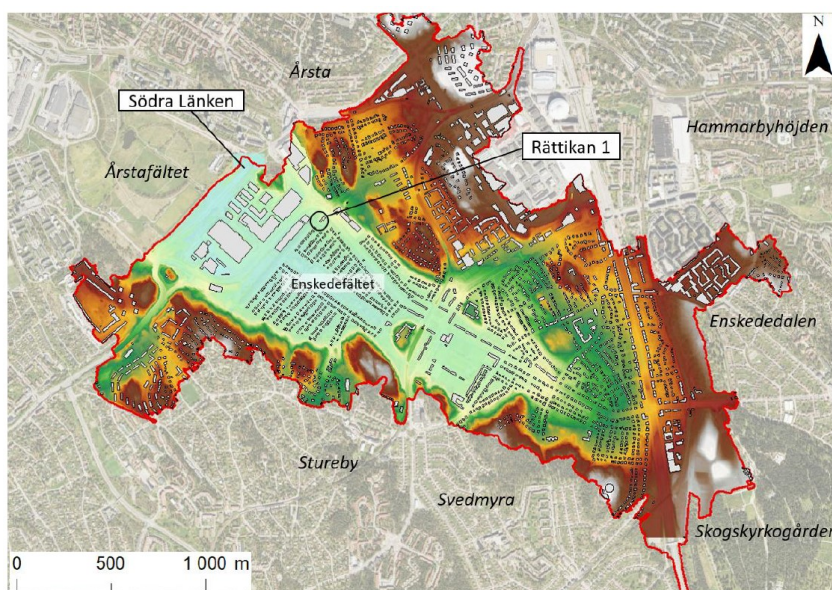 N
Årsta
Södra Länken
Hammarbyhöjden
Rättikan 1
Årstafältet
Enskedefältet
Enskededalen
Stureby
Svedmyra
Skogskyrkogården
0 500 1 000 m